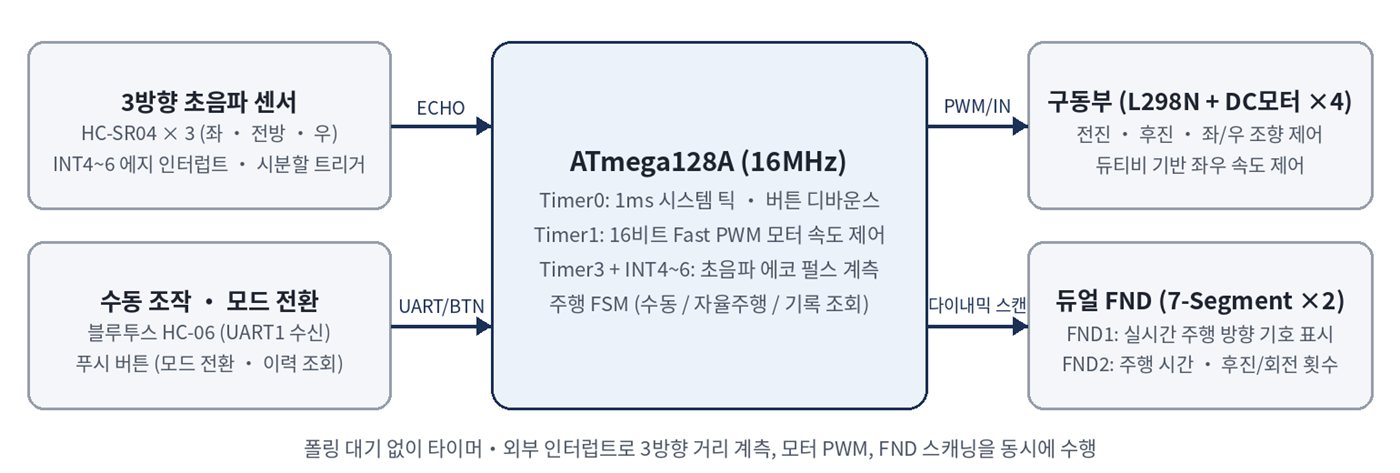 3방향 초음파 센서
HC-SR04 × 3 (좌 · 전방 · 우)
INT4~6 에지 인터럽트 · 시분할 트리거
ECHO
수동 조작 · 모드 전환
블루투스 HC-06 (UART1 수신)
푸시 버튼 (모드 전환 · 이력 조회)
UART/BTN
ATmega128A (16MHz)
Timer0: 1ms 시스템 틱 · 버튼 디바운스
Timer1: 16비트 Fast PWM 모터 속도 제어
Timer3 + INT4~6: 초음파 에코 펄스 계측
주행 FSM (수동 / 자율주행 / 기록 조회)
PWM/IN
구동부 (L298N + DC모터 ×4)
전진 · 후진 · 좌/우 조향 제어
듀티비 기반 좌우 속도 제어
다이내믹 스캔
듀얼 FND (7-Segment ×2)
FND1: 실시간 주행 방향 기호 표시
FND2: 주행 시간 · 후진/회전 횟수
폴링 대기 없이 타이머 · 외부 인터럽트로 3방향 거리 계측, 모터 PWM, FND 스캐닝을 동시에 수행